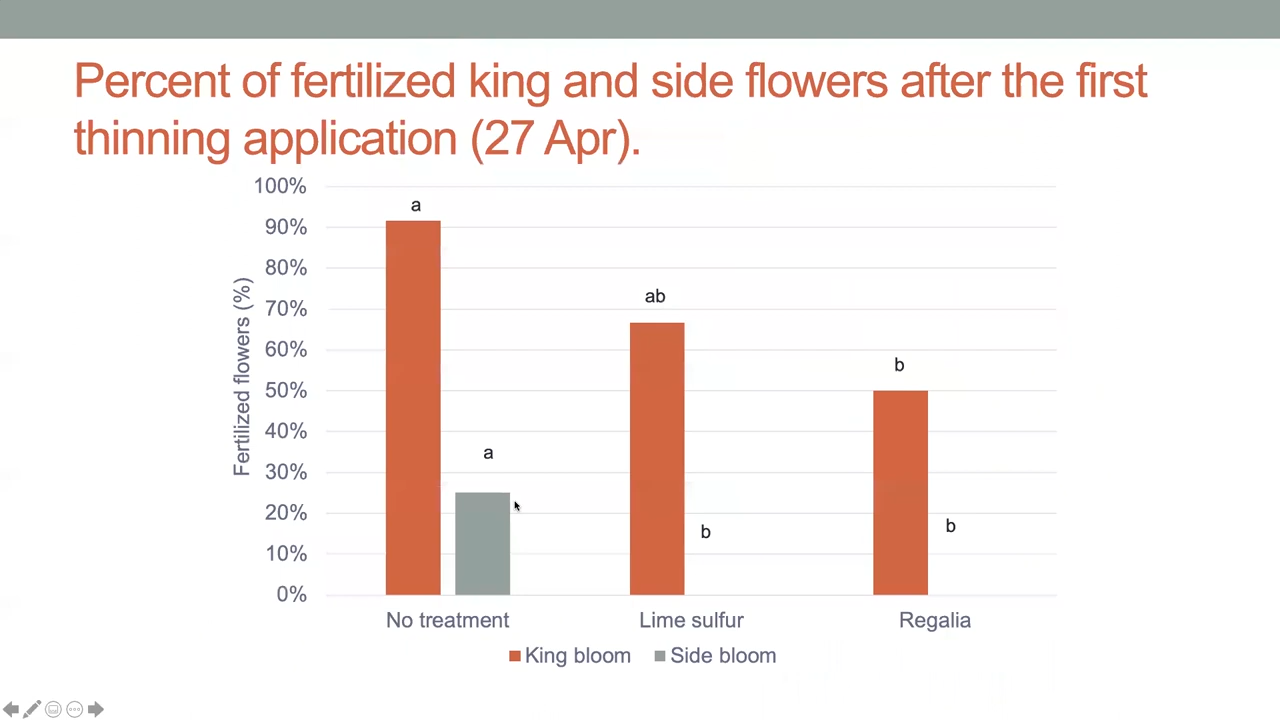 Percent of fertilized king and side flowers after the first
thinning application (27 Apr).
Fertilized flowers (%)
100%
90%
80%
70%
60%
50%
40%
30%
20%
10%
0%
a
a
ab
b
b
b
No treatment
Lime sulfur
Regalia
King bloom
Side bloom